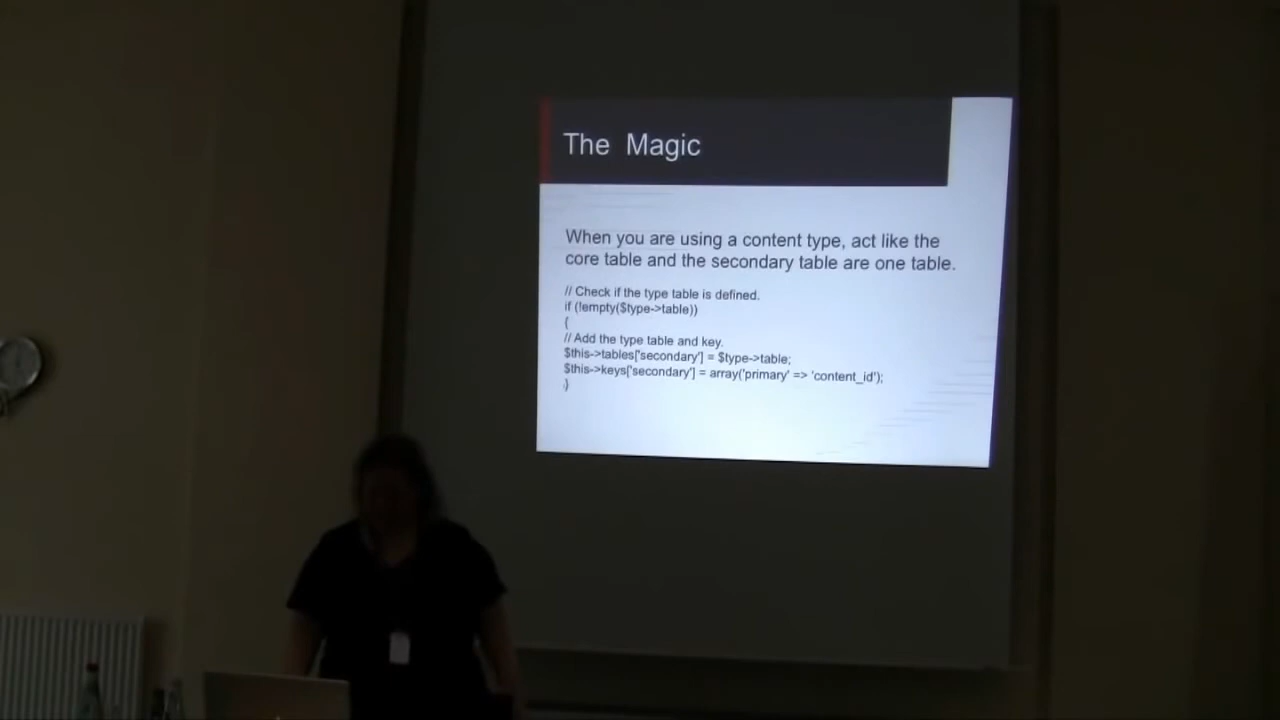 The Magic
When you are using a content type, act like the
core table and the secondary table are one table.
// Check if the type table is defined.
if (!empty($type->table))
{
// Add the type table and key.
$this->tables['secondary'] = $type->table;
$this->keys['secondary'] = array('primary' => 'content_id');
}